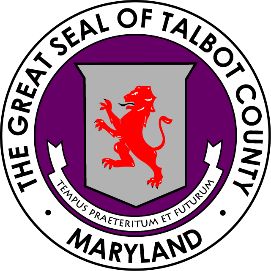 THE GREAT SEAL OF TALBOT COUNTY
TEMPUS PRAETERITUM ET FUTURUM
• MARYLAND •